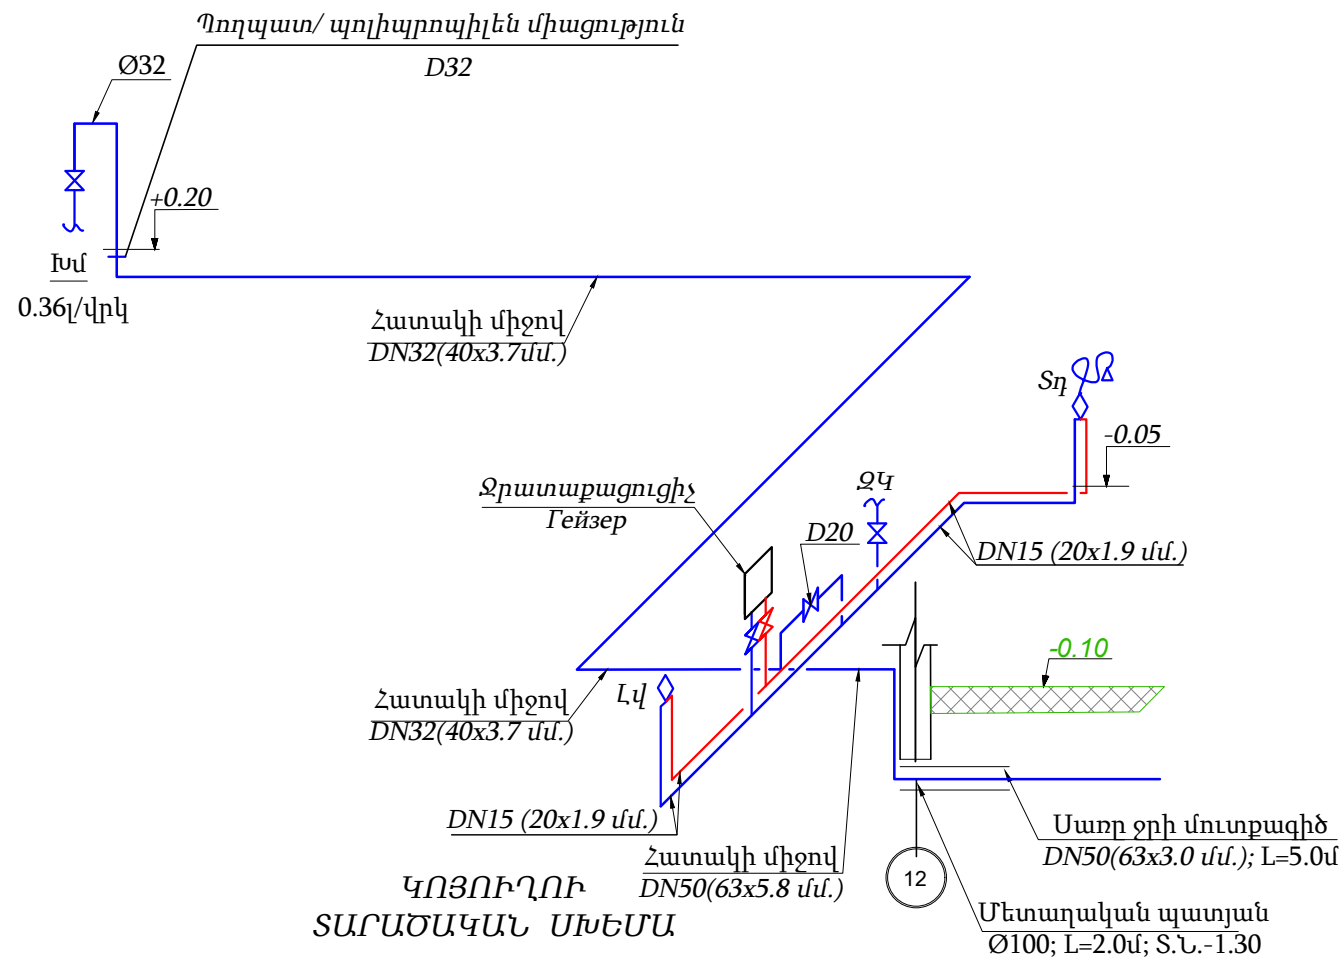 Պողպատ/ պոլիպրոպիլեն միացություն
D32
Ø32
+0.20
Խմ
0.36լ/վրկ
Հատակի միջով
DN32(40x3.7մմ.)
Տդ
-0.05
Ջրատաքացուցիչ
Гейзер
ԶԿ
D20
DN15 (20x1.9 մմ.)
-0.10
Լվ
Հատակի միջով
DN32(40x3.7 մմ.)
DN15 (20x1.9 մմ.)
Հատակի միջով
DN50(63x5.8 մմ.)
Սառը ջրի մուտքագիծ
DN50(63x3.0 մմ.); L=5.0մ
12
ԿՈՅՈՒՂՈՒ
ՏԱՐԱԾԱԿԱՆ ՍԽԵՄԱ
Մետաղական պատյան
Ø100; L=2.0մ; Տ.Ն.-1.30